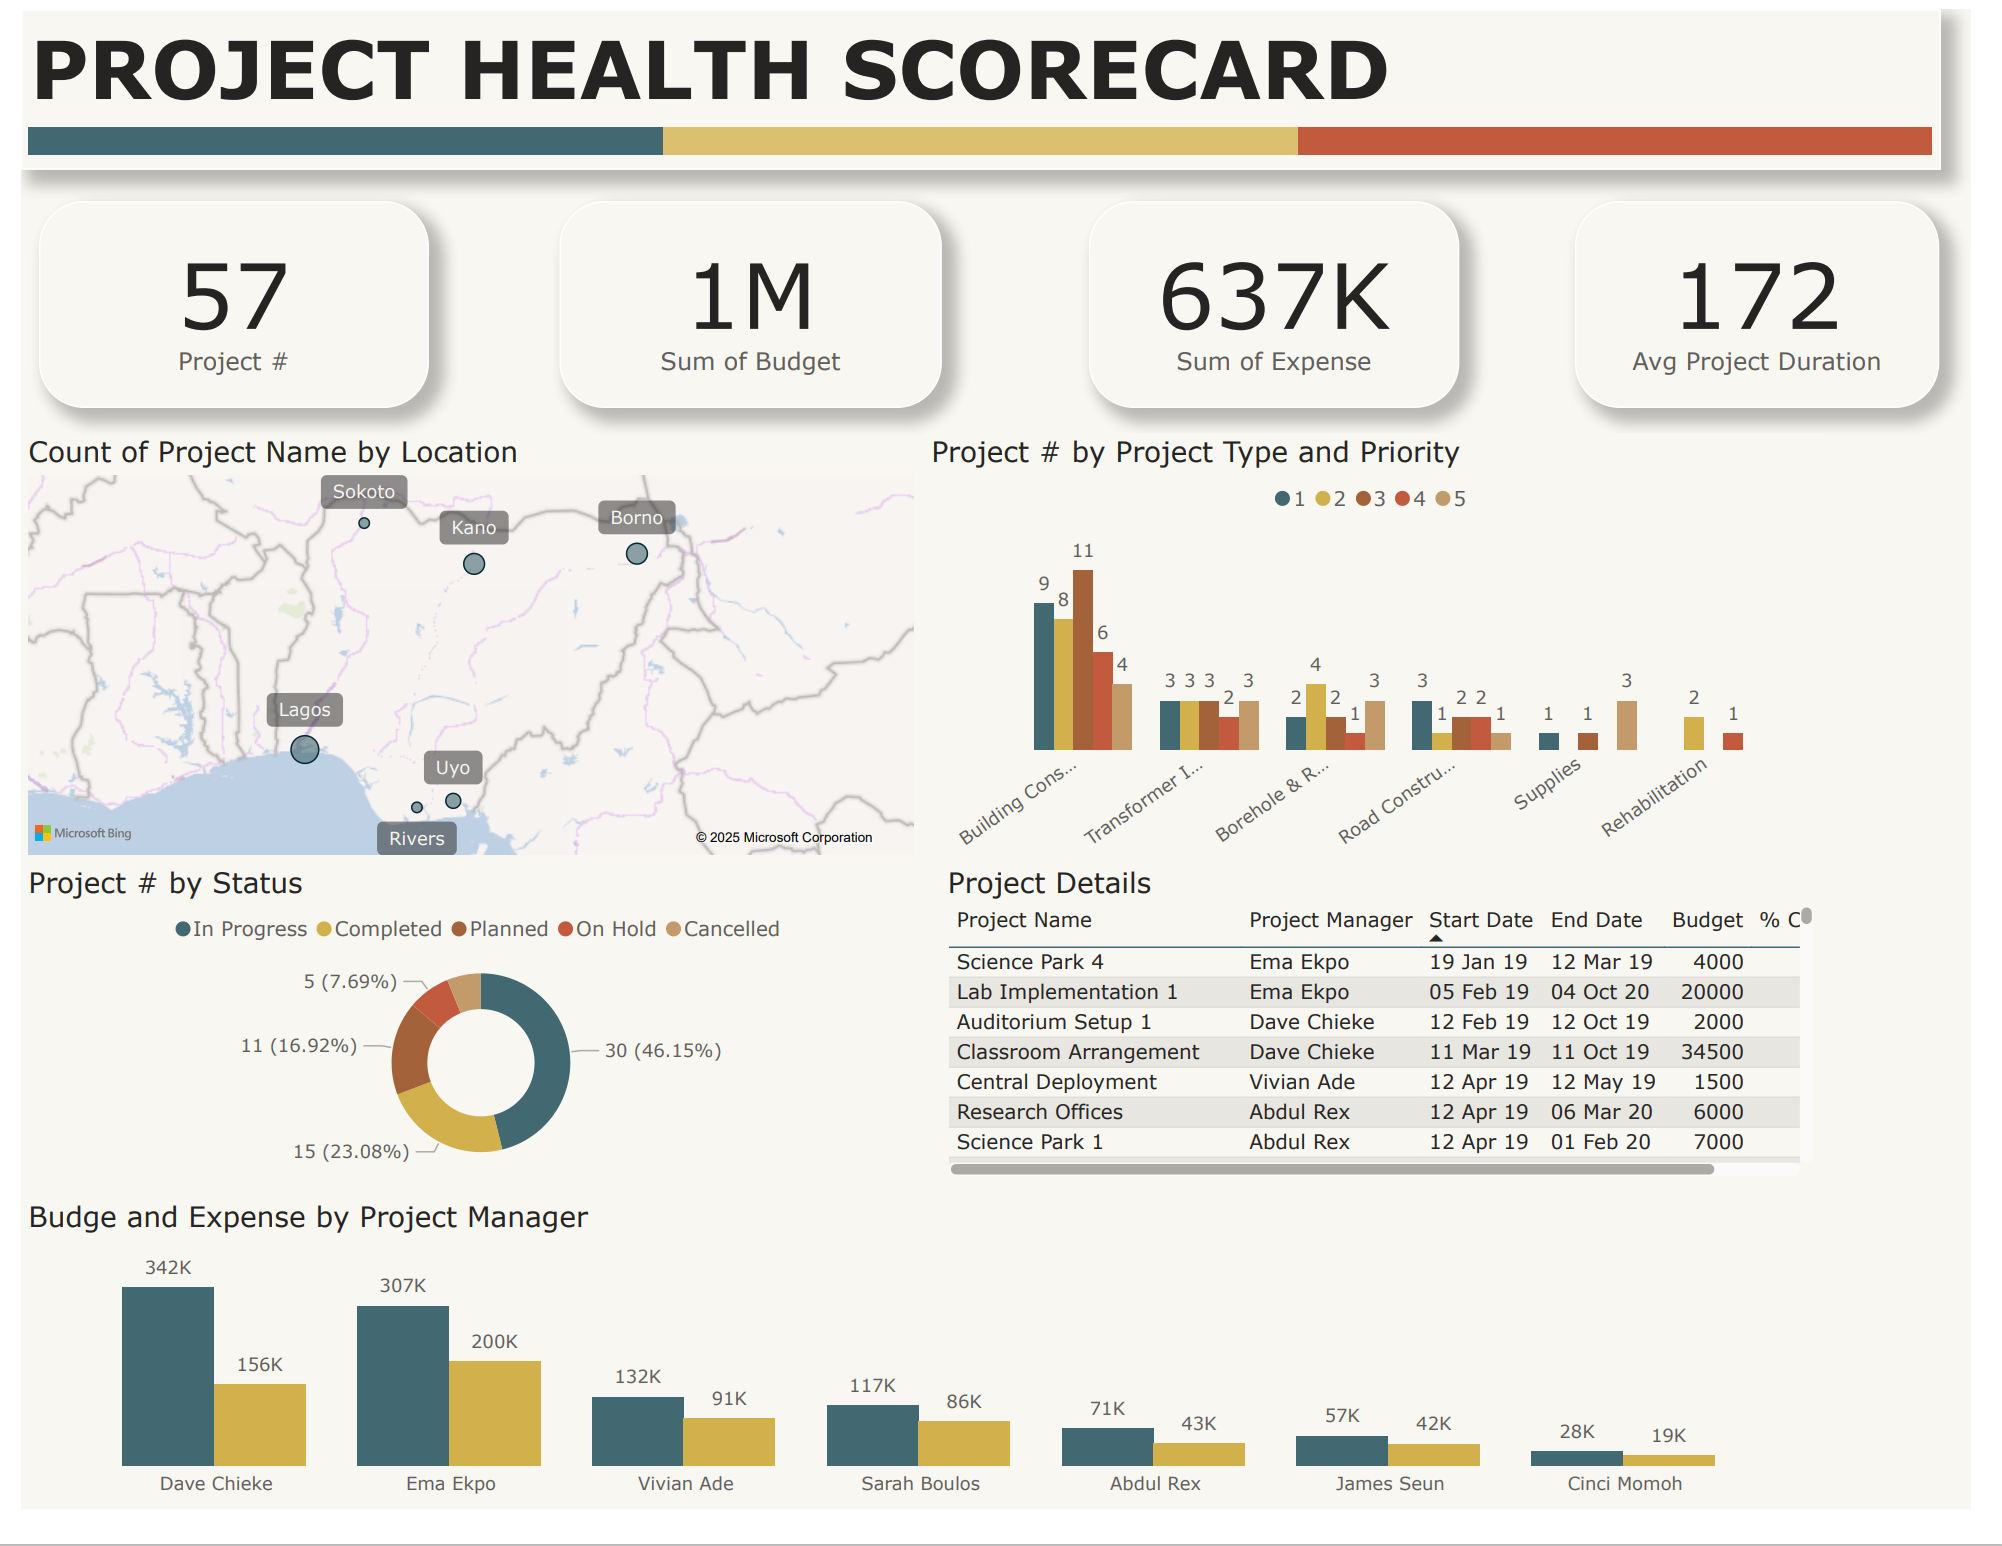 PROJECT HEALTH SCORECARD
57
Project #
1M
Sum of Budget
637K
Sum of Expense
172
Avg Project Duration
Count of Project Name by Location
Sokoto
Kano
Borno
Lagos
Uyo
Rivers
Microsoft Bing
© 2025 Microsoft Corporation
Project # by Project Type and Priority
1 2 3 4 5
9 8 11 6 4
3 3 3 2 3
2 4 2 1 3
3 1 2 2 1
1 1 3
2 1
Building Cons...
Transformer I...
Borehole & R...
Road Constru...
Supplies
Rehabilitation
Project # by Status
In Progress Completed Planned On Hold Cancelled
5 (7.69%)
11 (16.92%)
30 (46.15%)
15 (23.08%)
Project Details
Project Name Project Manager Start Date End Date Budget % C
Science Park 4 Ema Ekpo 19 Jan 19 12 Mar 19 4000
Lab Implementation 1 Ema Ekpo 05 Feb 19 04 Oct 20 20000
Auditorium Setup 1 Dave Chieke 12 Feb 19 12 Oct 19 2000
Classroom Arrangement Dave Chieke 11 Mar 19 11 Oct 19 34500
Central Deployment Vivian Ade 12 Apr 19 12 May 19 1500
Research Offices Abdul Rex 12 Apr 19 06 Mar 20 6000
Science Park 1 Abdul Rex 12 Apr 19 01 Feb 20 7000
Budge and Expense by Project Manager
342K 156K
307K 200K
132K 91K
117K 86K
71K 43K
57K 42K
28K 19K
Dave Chieke Ema Ekpo Vivian Ade Sarah Boulos Abdul Rex James Seun Cinci Momoh